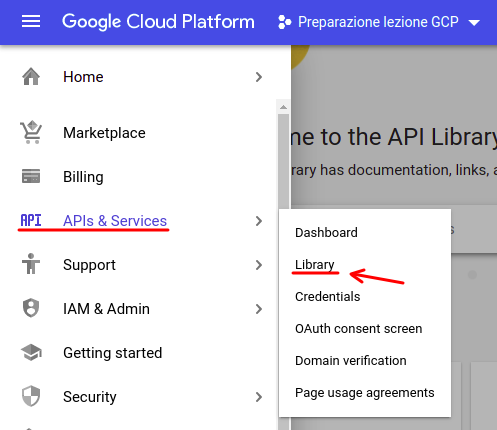 Google Cloud Platform
Preparazione lezione GCP
Home
me to the API Library
Marketplace
rary has documentation, links, a
Billing
API
APIs & Services
s
Dashboard
Support
Library
IAM & Admin
Credentials
OAuth consent screen
Getting started
Domain verification
Security
Page usage agreements